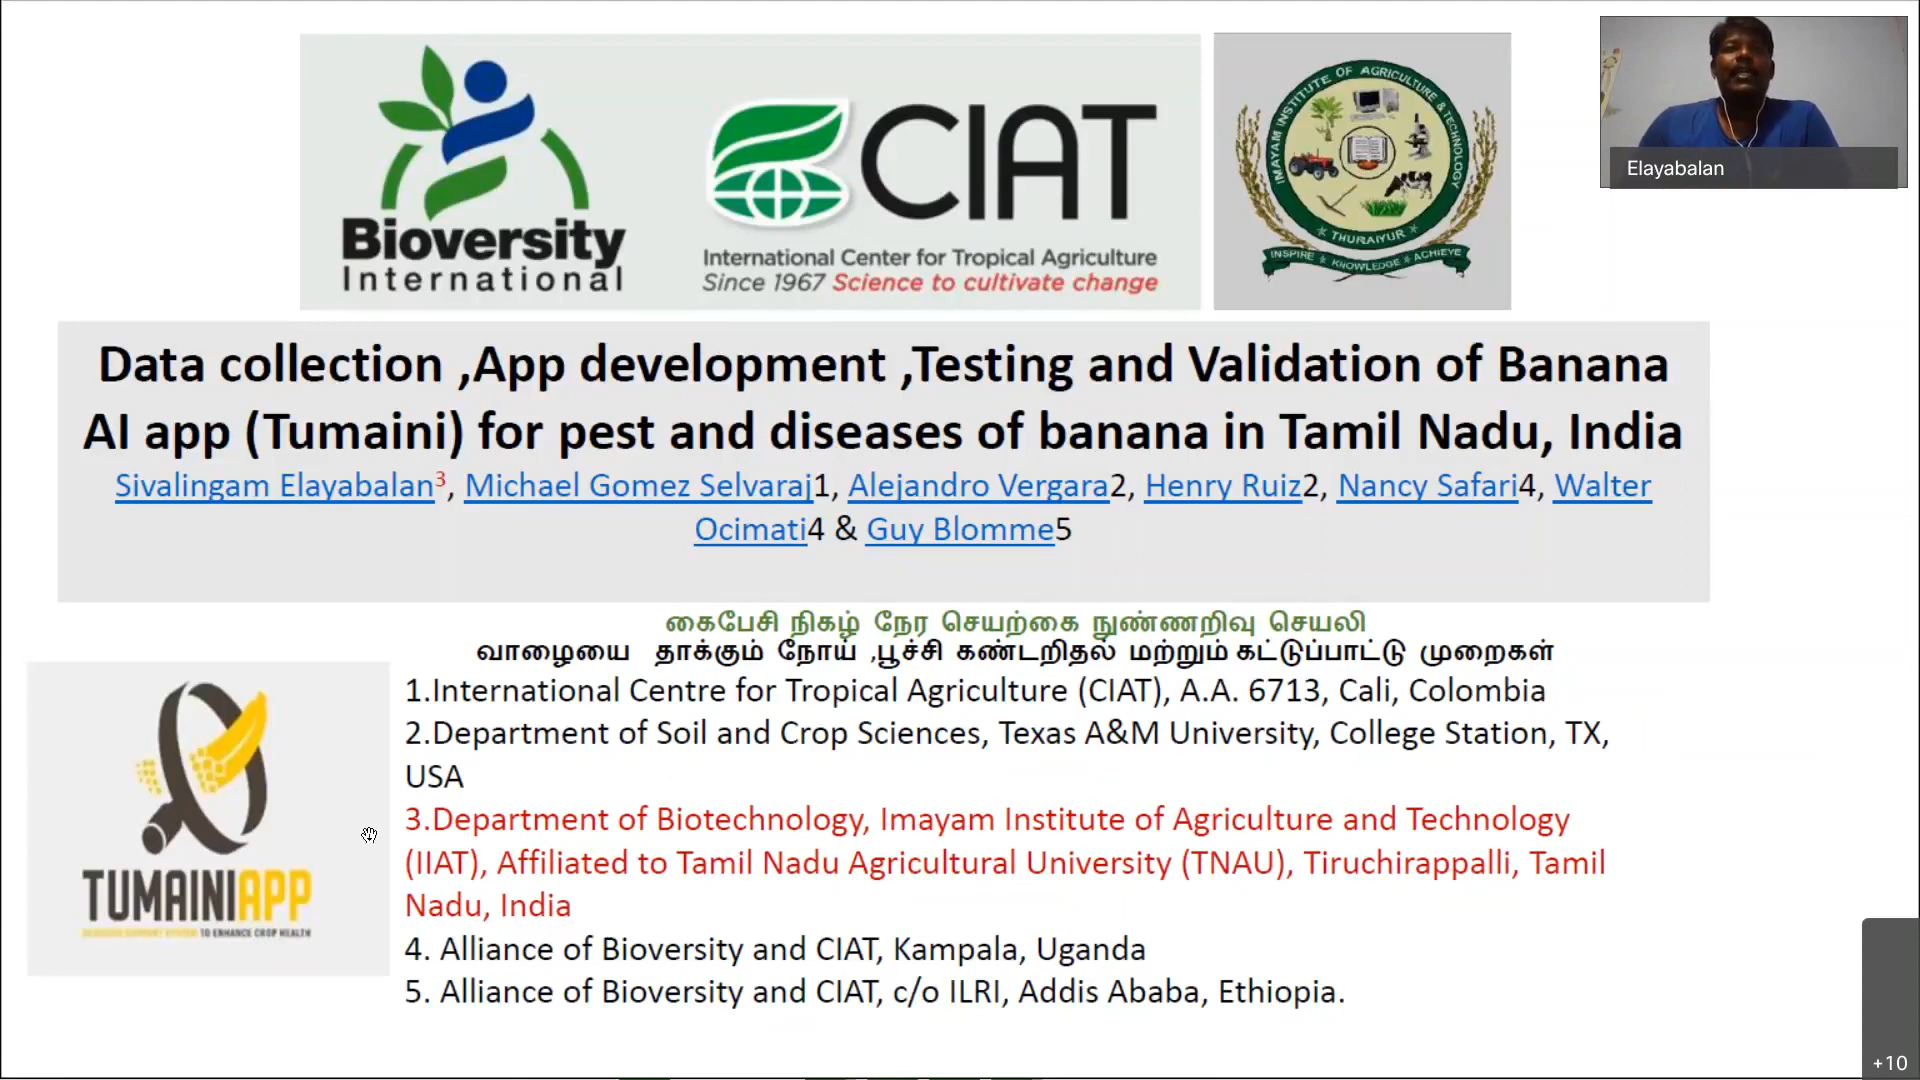 Bioversity
International
CIAT
International Center for Tropical Agriculture
Since 1967 Science to cultivate change
IMAYAM INSTITUTE OF AGRICULTURE & TECHNOLOGY
THURAIYUR
INSPIRE KNOWLEDGE ACHIEVE
Elayabalan
Data collection ,App development ,Testing and Validation of Banana
AI app (Tumaini) for pest and diseases of banana in Tamil Nadu, India
Sivalingam Elayabalan3, Michael Gomez Selvaraj1, Alejandro Vergara2, Henry Ruiz2, Nancy Safari4, Walter
Ocimati4 & Guy Blomme5
கைபேசி நிகழ் நேர செயற்கை நுண்ணறிவு செயலி
வாழையை தாக்கும் நோய் ,பூச்சி கண்டறிதல் மற்றும் கட்டுப்பாட்டு முறைகள்
1.International Centre for Tropical Agriculture (CIAT), A.A. 6713, Cali, Colombia
2.Department of Soil and Crop Sciences, Texas A&M University, College Station, TX,
USA
3.Department of Biotechnology, Imayam Institute of Agriculture and Technology
(IIAT), Affiliated to Tamil Nadu Agricultural University (TNAU), Tiruchirappalli, Tamil
Nadu, India
4. Alliance of Bioversity and CIAT, Kampala, Uganda
5. Alliance of Bioversity and CIAT, c/o ILRI, Addis Ababa, Ethiopia.
TUMAINIAPP
TO ENHANCE CROP HEALTH
+10